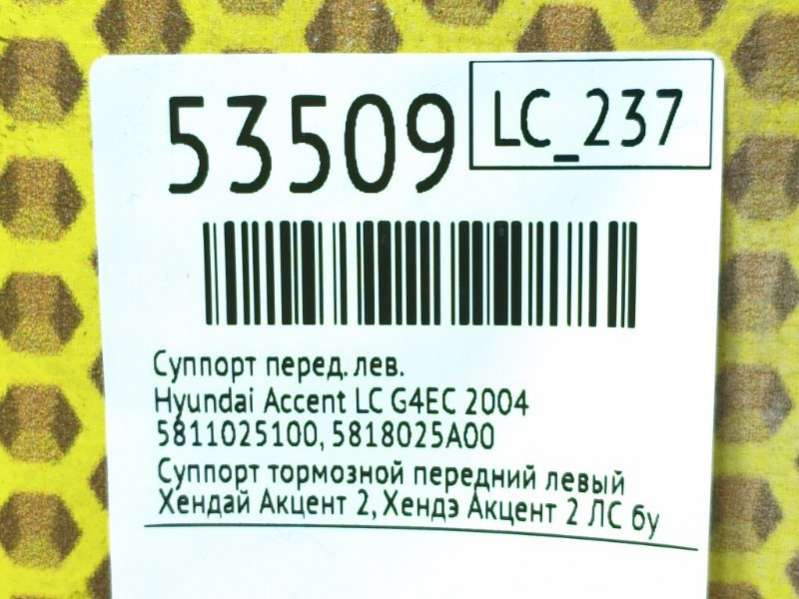 53509
LC_237
Суппорт перед. лев.
Hyundai Accent LC G4EC 2004
5811025100, 5818025A00
Суппорт тормозной передний левый
Хендай Акцент 2, Хендэ Акцент 2 ЛС бу